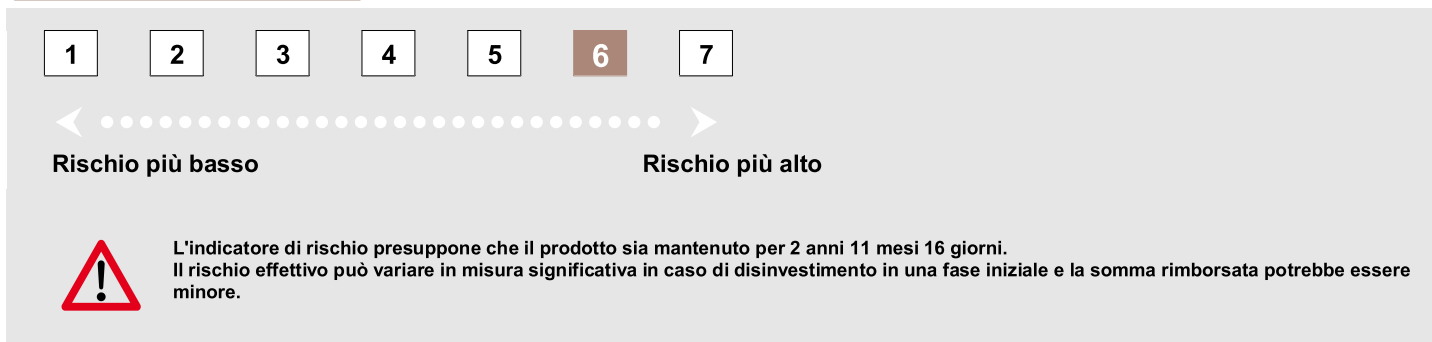 1 2 3 4 5 6 7
Rischio più basso Rischio più alto
L'indicatore di rischio presuppone che il prodotto sia mantenuto per 2 anni 11 mesi 16 giorni.
Il rischio effettivo può variare in misura significativa in caso di disinvestimento in una fase iniziale e la somma rimborsata potrebbe essere
minore.